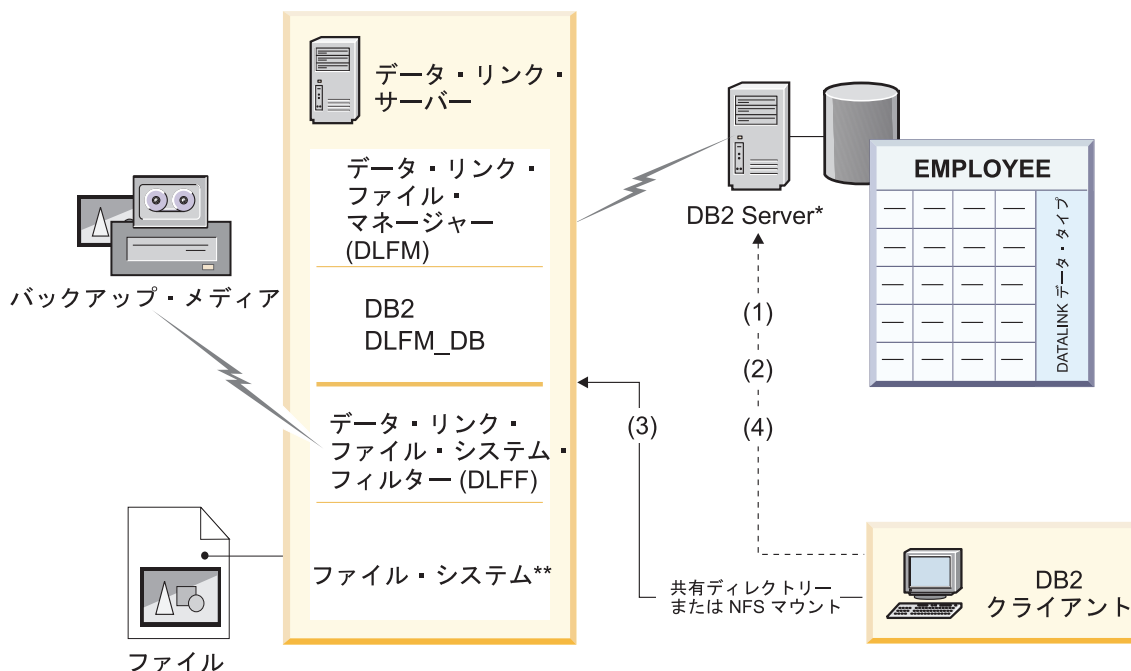 データ・リンク・
サーバー
データ・リンク・
ファイル・
マネージャー
(DLFM)
DB2
DLFM_DB
データ・リンク・
ファイル・システム・
フィルター (DLFF)
ファイル・システム**
バックアップ・メディア
ファイル
DB2 Server*
EMPLOYEE
DATALINK データ・タイプ
(1)
(2)
(3)
(4)
共有ディレクトリー
または NFS マウント
DB2
クライアント